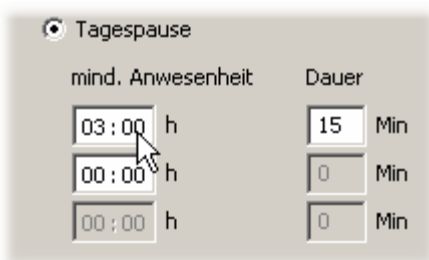 Tagespause
mind. Anwesenheit Dauer
03:00 h 15 Min
00:00 h 0 Min
00:00 h 0 Min